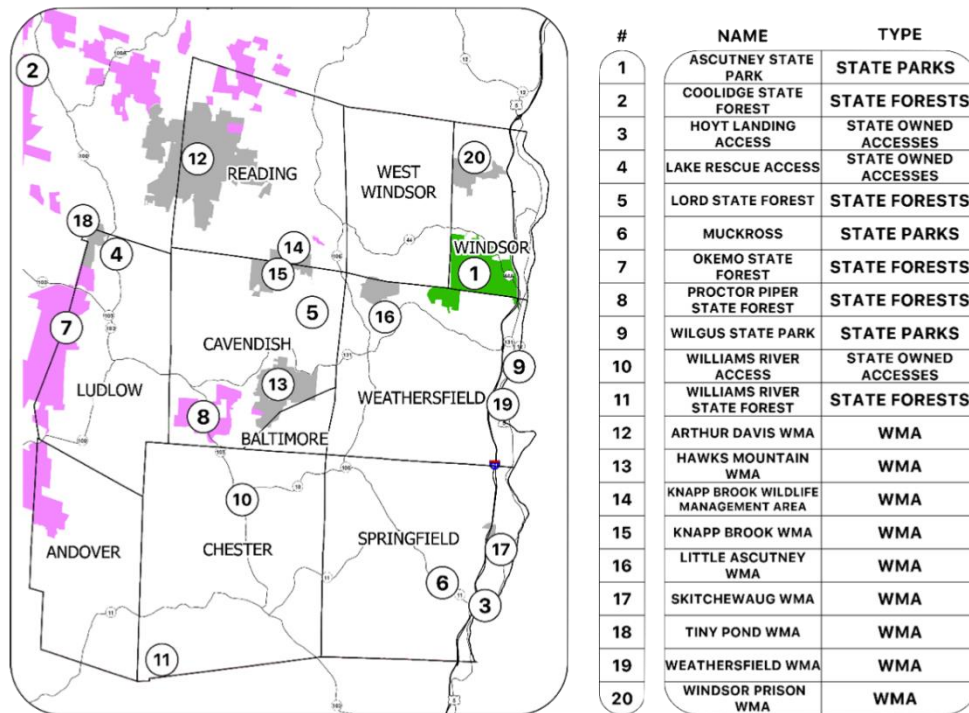 # NAME TYPE
1 ASCUTNEY STATE PARK STATE PARKS
2 COOLIDGE STATE FOREST STATE FORESTS
3 HOYT LANDING ACCESS STATE OWNED ACCESSES
4 LAKE RESCUE ACCESS STATE OWNED ACCESSES
5 LORD STATE FOREST STATE FORESTS
6 MUCKROSS STATE PARKS
7 OKEMO STATE FOREST STATE FORESTS
8 PROCTOR PIPER STATE FOREST STATE FORESTS
9 WILGUS STATE PARK STATE PARKS
10 WILLIAMS RIVER ACCESS STATE OWNED ACCESSES
11 WILLIAMS RIVER STATE FOREST STATE FORESTS
12 ARTHUR DAVIS WMA WMA
13 HAWKS MOUNTAIN WMA WMA
14 KNAPP BROOK WILDLIFE MANAGEMENT AREA WMA
15 KNAPP BROOK WMA WMA
16 LITTLE ASCUTNEY WMA WMA
17 SKITCHEWAUG WMA WMA
18 TINY POND WMA WMA
19 WEATHERSFIELD WMA WMA
20 WINDSOR PRISON WMA WMA
2
12
READING
WEST
WINDSOR
20
18
4
14
15
WINDSOR
1
5
16
7
CAVENDISH
9
LUDLOW
13
WEATHERSFIELD
19
8
BALTIMORE
10
ANDOVER
CHESTER
SPRINGFIELD
17
6
3
11